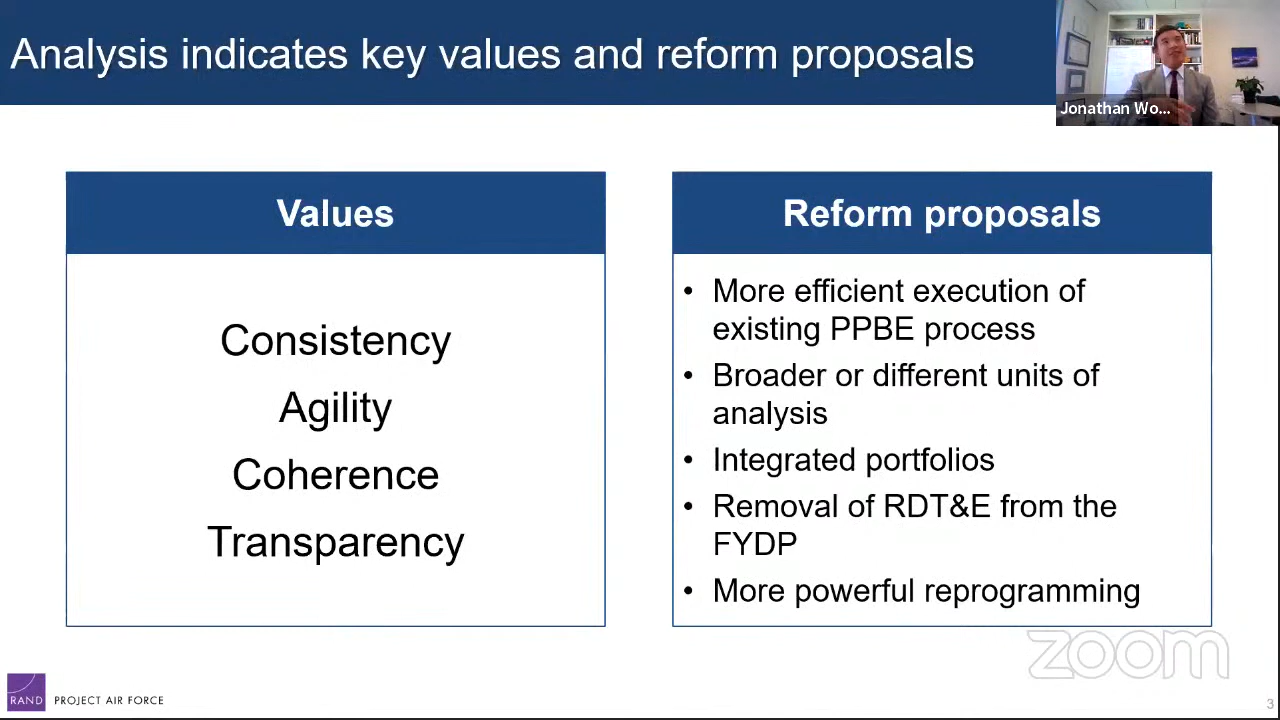 Analysis indicates key values and reform proposals
Jonathan Wo...
Values
Consistency
Agility
Coherence
Transparency
Reform proposals
• More efficient execution of
existing PPBE process
• Broader or different units of
analysis
• Integrated portfolios
• Removal of RDT&E from the
FYDP
• More powerful reprogramming
zoom
RAND
PROJECT AIR FORCE
3